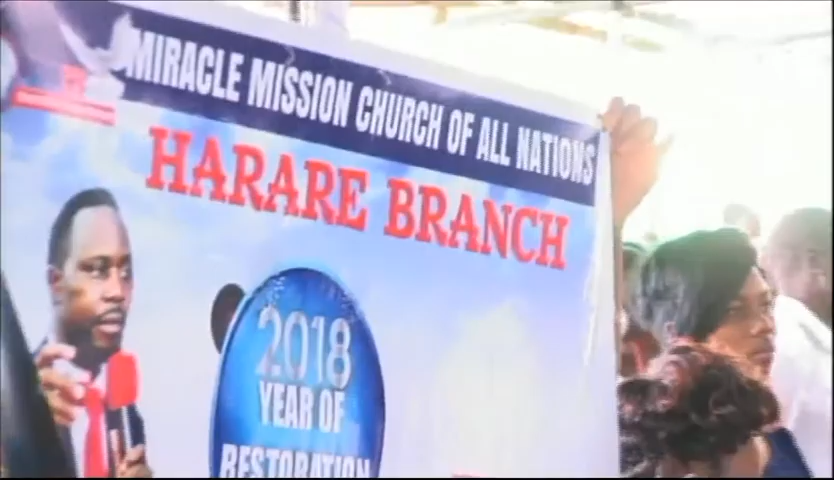 MIRACLE MISSION CHURCH OF ALL NATIONS
HARARE BRANCH
2018
YEAR OF
RESTORATION